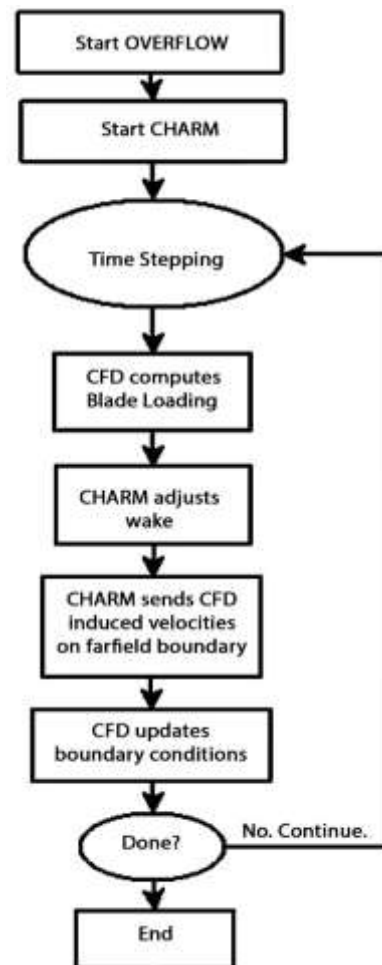 Start OVERFLOW
Start CHARM
Time Stepping
CFD computes
Blade Loading
CHARM adjusts
wake
CHARM sends CFD
induced velocities
on farfield boundary
CFD updates
boundary conditions
Done?
No. Continue.
End